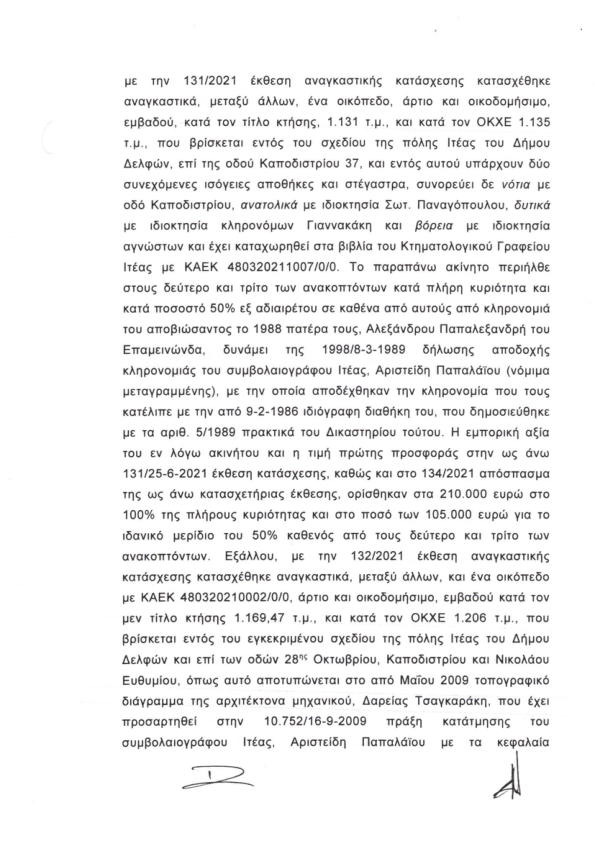 με την 131/2021 έκθεση αναγκαστικής κατάσχεσης κατασχέθηκε
αναγκαστικά, μεταξύ άλλων, ένα οικόπεδο, άρτιο και οικοδομήσιμο,
εμβαδού, κατά τον τίτλο κτήσης, 1.131 τ.μ., και κατά τον ΟΚΧΕ 1.135
τ.μ., που βρίσκεται εντός του σχεδίου της πόλης Ιτέας του Δήμου
Δελφών, επί της οδού Καποδιστρίου 37, και εντός αυτού υπάρχουν δύο
συνεχόμενες ισόγειες αποθήκες και στέγαστρα, συνορεύει δε νότια με
οδό Καποδιστρίου, ανατολικά με ιδιοκτησία Σωτ. Παναγόπουλου, δυτικά
με ιδιοκτησία κληρονόμων Γιαννακάκη και βόρεια με ιδιοκτησία
αγνώστων και έχει καταχωρηθεί στα βιβλία του Κτηματολογικού Γραφείου
Ιτέας με ΚΑΕΚ 480320211007/0/0. Το παραπάνω ακίνητο περιήλθε
στους δεύτερο και τρίτο των ανακοπτόντων κατά πλήρη κυριότητα και
κατά ποσοστό 50% εξ αδιαιρέτου σε καθένα από αυτούς από κληρονομιά
του αποβιώσαντος το 1988 πατέρα τους, Αλεξάνδρου Παπαλεξανδρή του
Επαμεινώνδα, δυνάμει της 1998/8-3-1989 δήλωσης αποδοχής
κληρονομιάς του συμβολαιογράφου Ιτέας, Αριστείδη Παπαλάϊου (νόμιμα
μεταγραμμένης), με την οποία αποδέχθηκαν την κληρονομία που τους
κατέλιπε με την από 9-2-1986 ιδιόγραφη διαθήκη του, που δημοσιεύθηκε
με τα αριθ. 5/1989 πρακτικά του Δικαστηρίου τούτου. Η εμπορική αξία
του εν λόγω ακινήτου και η τιμή πρώτης προσφοράς στην ως άνω
131/25-6-2021 έκθεση κατάσχεσης, καθώς και στο 134/2021 απόσπασμα
της ως άνω κατασχετήριας έκθεσης, ορίσθηκαν στα 210.000 ευρώ στο
100% της πλήρους κυριότητας και στο ποσό των 105.000 ευρώ για το
ιδανικό μερίδιο του 50% καθενός από τους δεύτερο και τρίτο των
ανακοπτόντων. Εξάλλου, με την 132/2021 έκθεση αναγκαστικής
κατάσχεσης κατασχέθηκε αναγκαστικά, μεταξύ άλλων, και ένα οικόπεδο
με ΚΑΕΚ 480320210002/0/0, άρτιο και οικοδομήσιμο, εμβαδού κατά τον
μεν τίτλο κτήσης 1.169,47 τ.μ., και κατά τον ΟΚΧΕ 1.206 τ.μ., που
βρίσκεται εντός του εγκεκριμένου σχεδίου της πόλης Ιτέας του Δήμου
Δελφών και επί των οδών 28ης Οκτωβρίου, Καποδιστρίου και Νικολάου
Ευθυμίου, όπως αυτό αποτυπώνεται στο από Μαΐου 2009 τοπογραφικό
διάγραμμα της αρχιτέκτονα μηχανικού, Δαρείας Τσαγκαράκη, που έχει
προσαρτηθεί στην 10.752/16-9-2009 πράξη κατάτμησης του
συμβολαιογράφου Ιτέας, Αριστείδη Παπαλάϊου με τα κεφαλαία